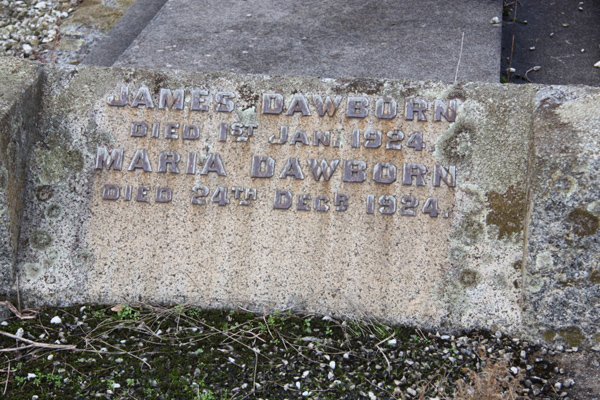 JAMES DAWBORN
DIED 1ST JAN. 1924.
MARIA DAWBORN
DIED 24TH DECR 1924.